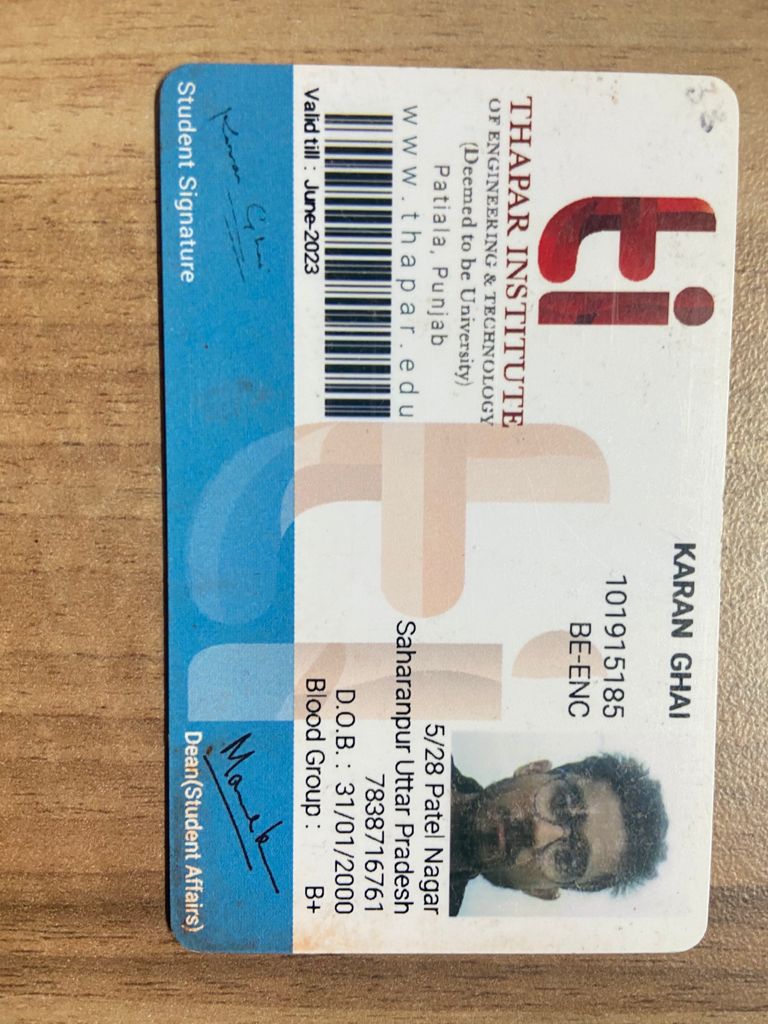 33
ti
THAPAR INSTITUTE
OF ENGINEERING & TECHNOLOGY
(Deemed to be University)
Patiala, Punjab
www.thapar.edu
Valid till : June-2023
KARAN GHAI
101915185
BE-ENC
5/28 Patel Nagar
Saharanpur Uttar Pradesh
7838716761
D.O.B. : 31/01/2000
Blood Group : B+
Karan Ghai
Student Signature
Dean(Student Affairs)